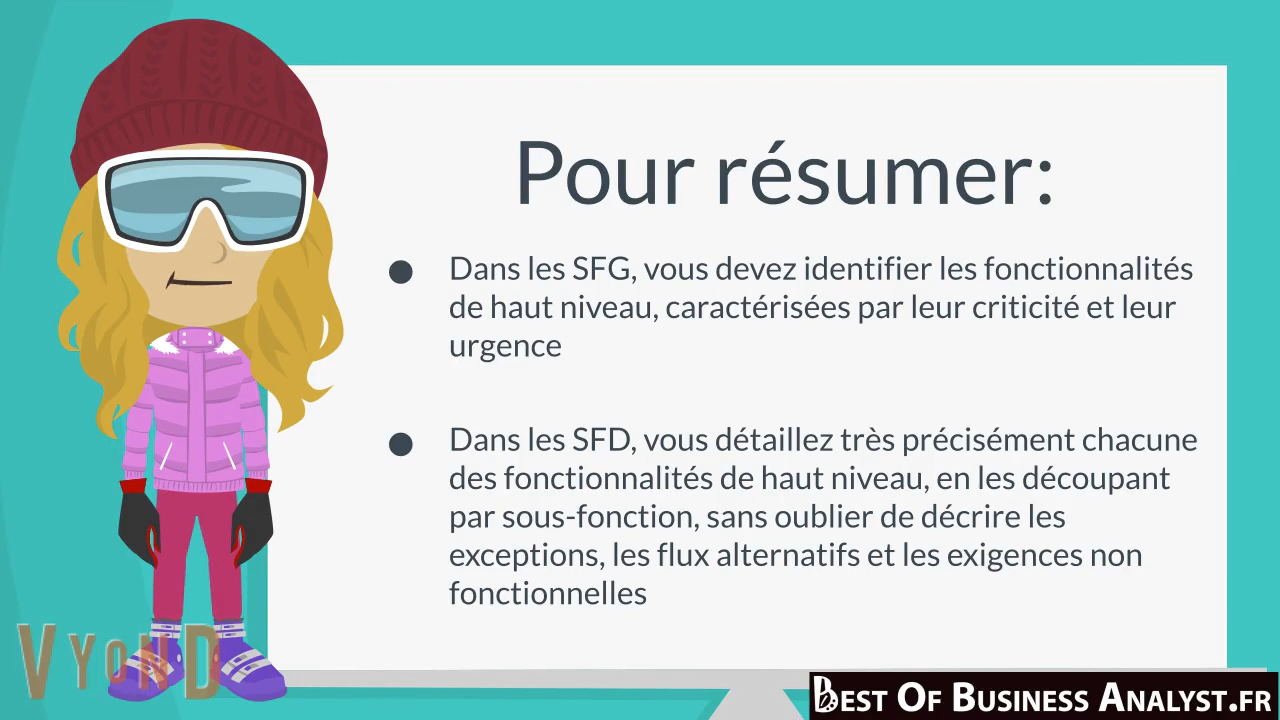 Pour résumer:
● Dans les SFG, vous devez identifier les fonctionnalités
de haut niveau, caractérisées par leur criticité et leur
urgence
● Dans les SFD, vous détaillez très précisément chacune
des fonctionnalités de haut niveau, en les découpant
par sous-fonction, sans oublier de décrire les
exceptions, les flux alternatifs et les exigences non
fonctionnelles
VYOND
BEST OF BUSINESS ANALYST.FR